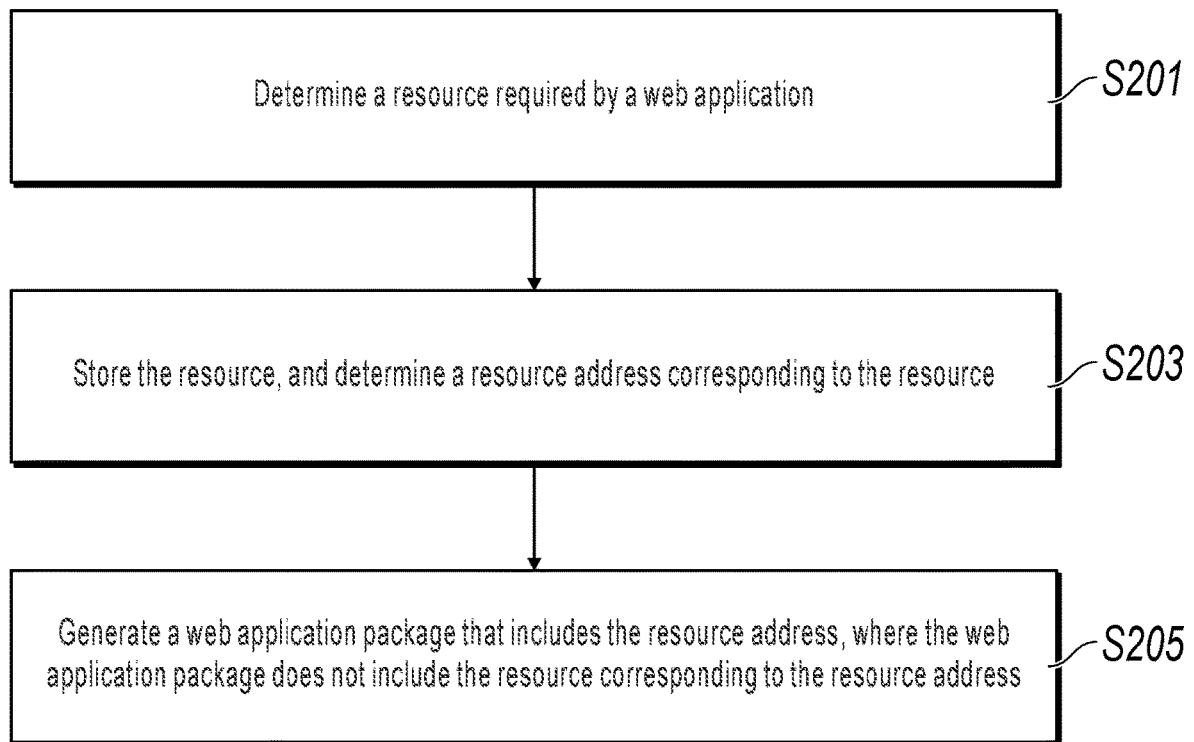 Determine a resource required by a web application
S201
Store the resource, and determine a resource address corresponding to the resource
S203
Generate a web application package that includes the resource address, where the web
application package does not include the resource corresponding to the resource address
S205